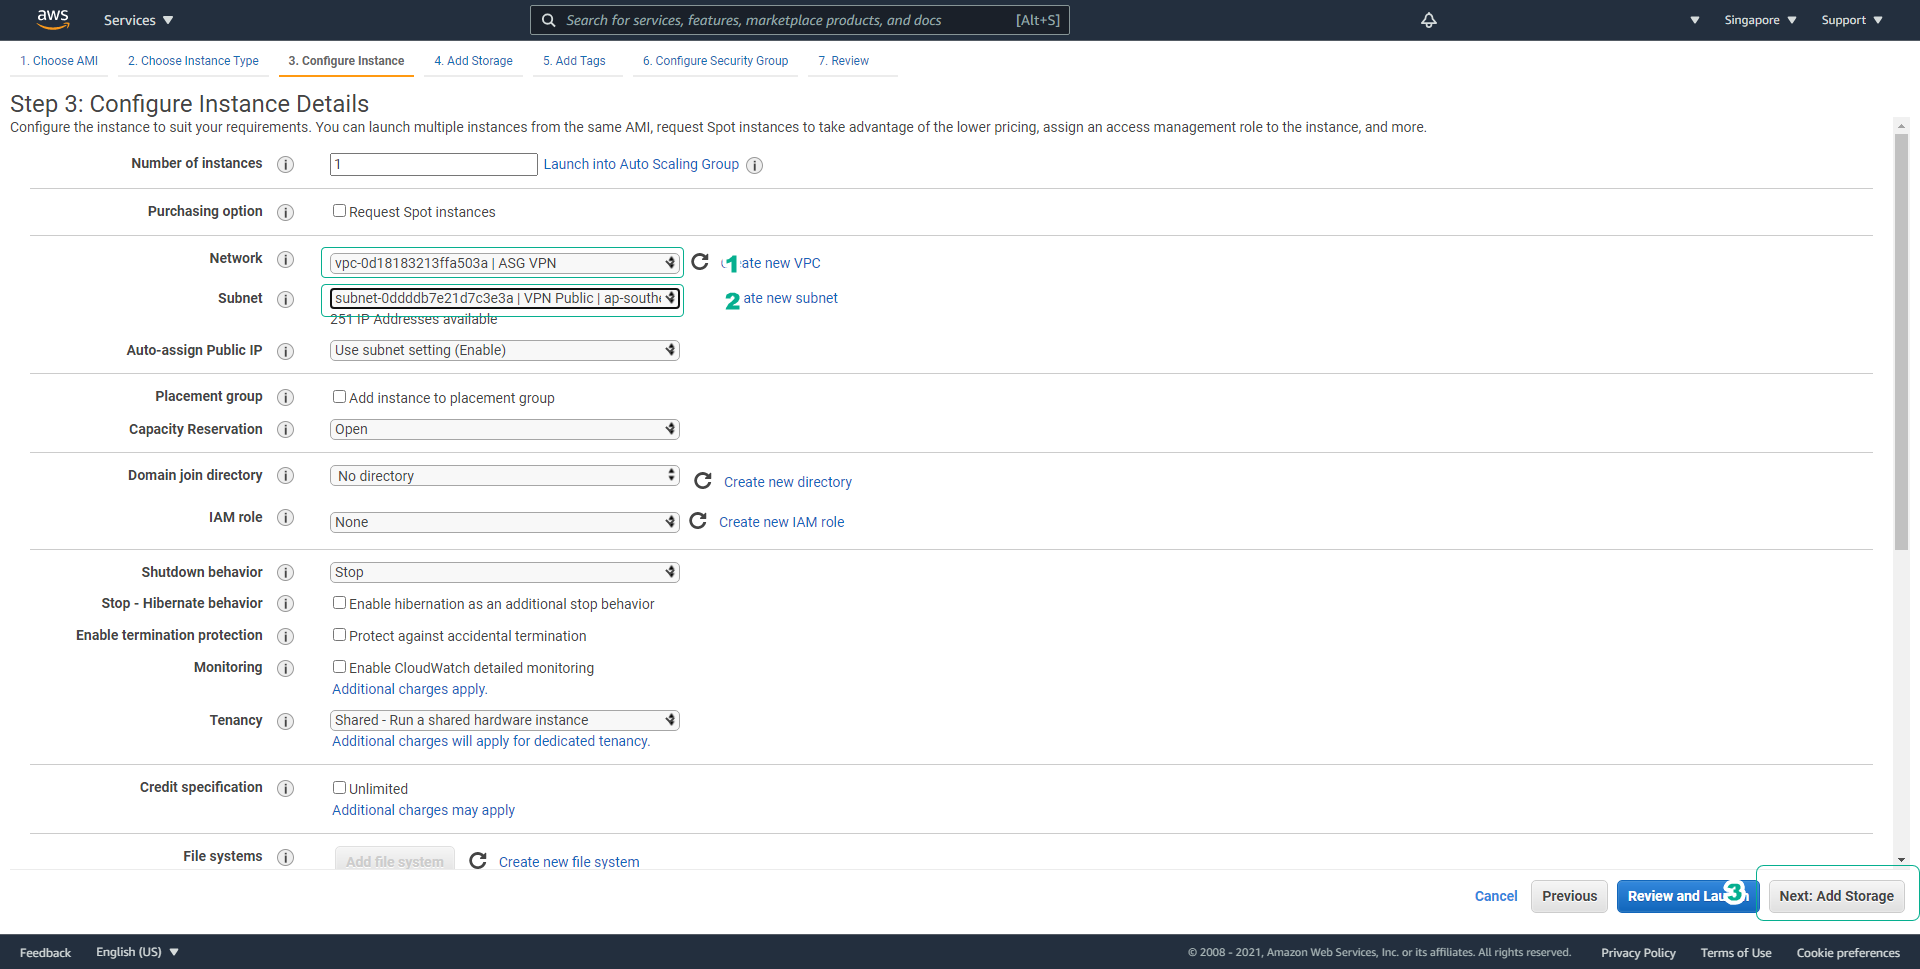 aws Services Search for services, features, marketplace products, and docs [Alt+S] Singapore Support
1. Choose AMI 2. Choose Instance Type 3. Configure Instance 4. Add Storage 5. Add Tags 6. Configure Security Group 7. Review
Step 3: Configure Instance Details
Configure the instance to suit your requirements. You can launch multiple instances from the same AMI, request Spot instances to take advantage of the lower pricing, assign an access management role to the instance, and more.
Number of instances i 1 Launch into Auto Scaling Group i
Purchasing option i Request Spot instances
Network i vpc-0d18183213ffa503a | ASG VPN 1 ate new VPC
Subnet i subnet-0ddddb7e21d7c3e3a | VPN Public | ap-southe 2 ate new subnet
251 IP Addresses available
Auto-assign Public IP i Use subnet setting (Enable)
Placement group i Add instance to placement group
Capacity Reservation i Open
Domain join directory i No directory Create new directory
IAM role i None Create new IAM role
Shutdown behavior i Stop
Stop - Hibernate behavior i Enable hibernation as an additional stop behavior
Enable termination protection i Protect against accidental termination
Monitoring i Enable CloudWatch detailed monitoring
Additional charges apply.
Tenancy i Shared - Run a shared hardware instance
Additional charges will apply for dedicated tenancy.
Credit specification i Unlimited
Additional charges may apply
File systems i Add file system Create new file system
Cancel Previous Review and Lau 3 Next: Add Storage
Feedback English (US) © 2008 - 2021, Amazon Web Services, Inc. or its affiliates. All rights reserved. Privacy Policy Terms of Use Cookie preferences